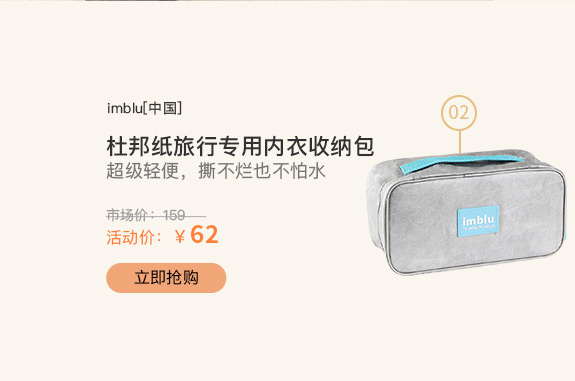 imblu[中国]
02
杜邦纸旅行专用内衣收纳包
超级轻便，撕不烂也不怕水
imblu
市场价：159
活动价：￥62
立即抢购